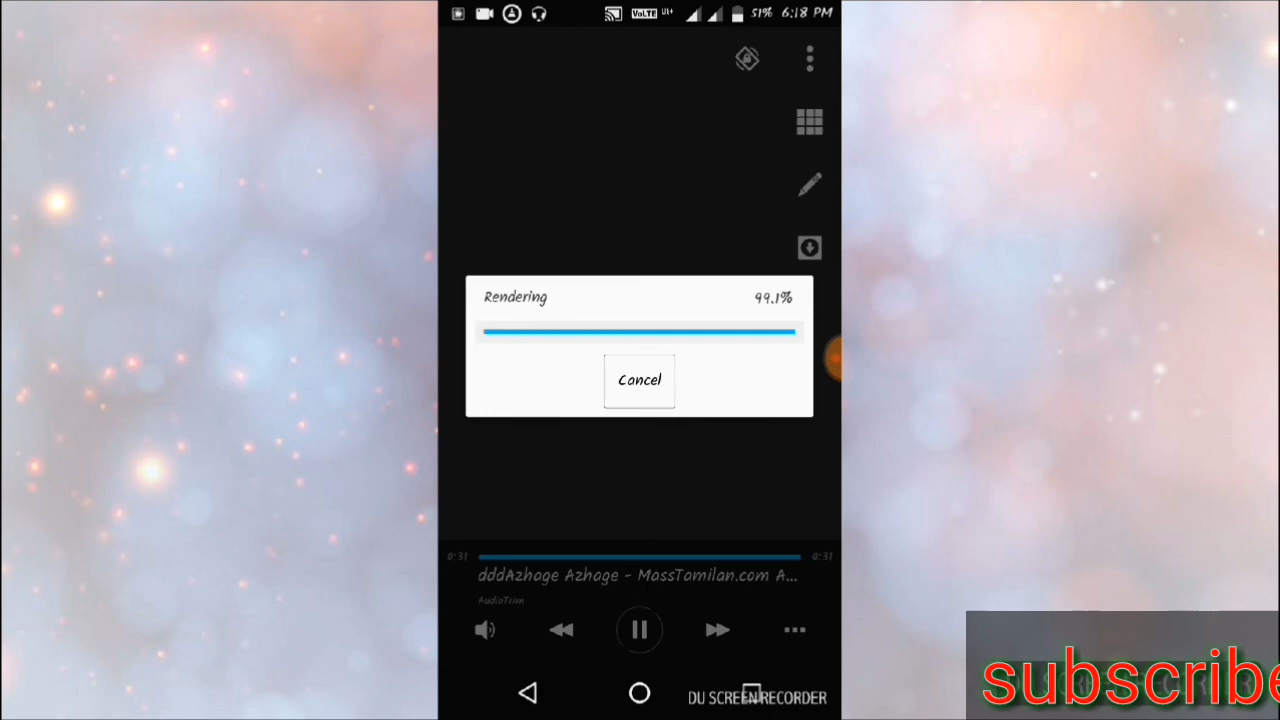 VoLTE 51% 6:18 PM
Rendering 99.1%
Cancel
0:31 0:31
dddAzhage Azhage - MassTamilan.com A...
AudioTrim
DU SCREEN RECORDER
subscribe